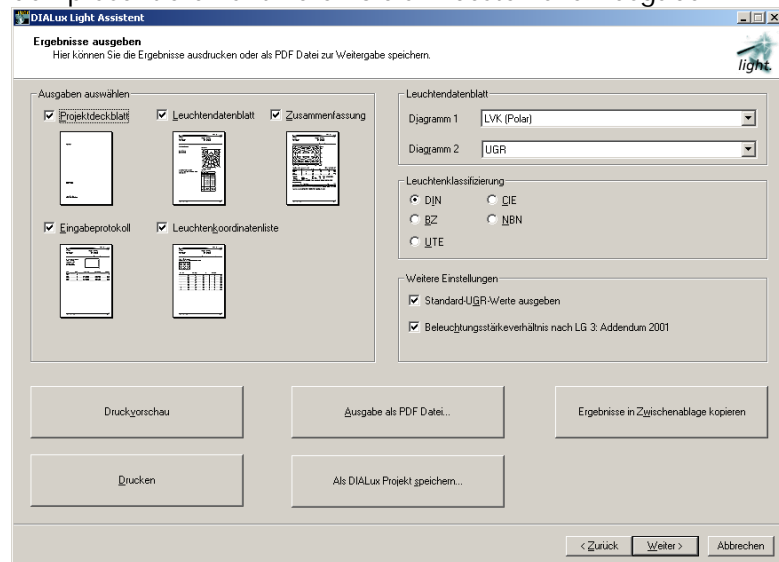 DIALux Light Assistent
Ergebnisse ausgeben
Hier können Sie die Ergebnisse ausdrucken oder als PDF Datei zur Weitergabe speichern.
light.
Ausgaben auswählen
Projektdeckblatt
Leuchtendatenblatt
Zusammenfassung
Eingabeprotokoll
Leuchtenkoordinatenliste
Leuchtendatenblatt
Diagramm 1 LVK (Polar)
Diagramm 2 UGR
Leuchtenklassifizierung
DIN CIE
BZ NBN
UTE
Weitere Einstellungen
Standard-UGR-Werte ausgeben
Beleuchtungsstärkeverhältnis nach LG 3: Addendum 2001
Druckvorschau
Ausgabe als PDF Datei...
Ergebnisse in Zwischenablage kopieren
Drucken
Als DIALux Projekt speichern...
< Zurück
Weiter >
Abbrechen